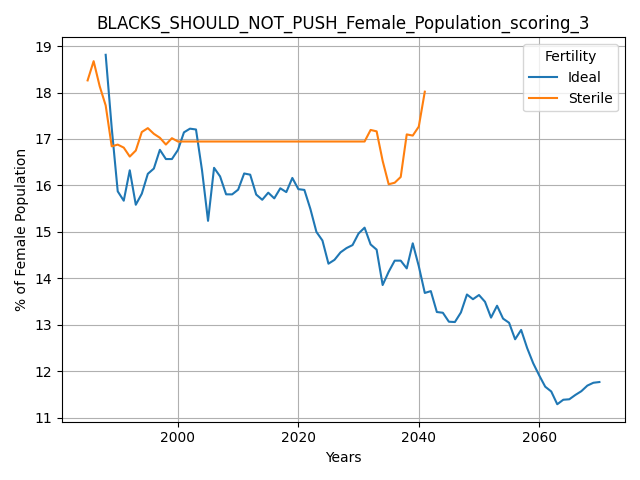 BLACKS_SHOULD_NOT_PUSH_Female_Population_scoring_3
Fertility
Ideal
Sterile
% of Female Population
19
18
17
16
15
14
13
12
11
2000 2020 2040 2060
Years